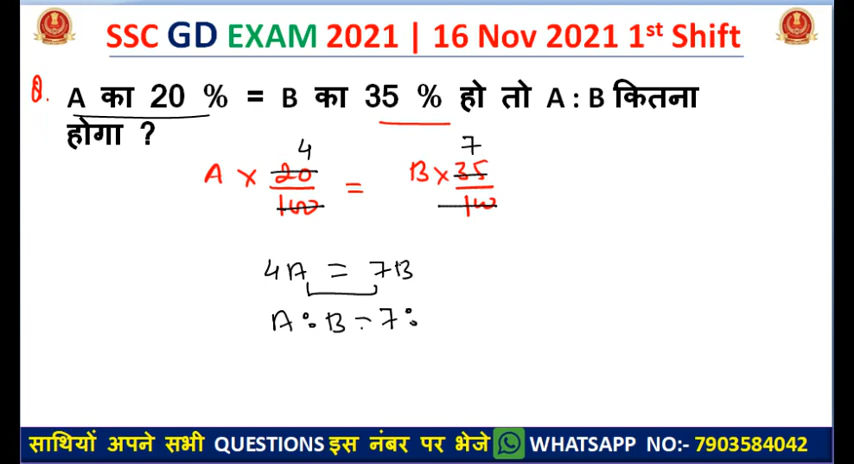 SSC GD EXAM 2021 | 16 Nov 2021 1st Shift
Q. A का 20 % = B का 35 % हो तो A : B कितना
होगा ?
4 7
A × 20/100 = B × 35/100
4A = 7B
A : B = 7 :
साथियों अपने सभी QUESTIONS इस नंबर पर भेजे WHATSAPP NO:- 7903584042